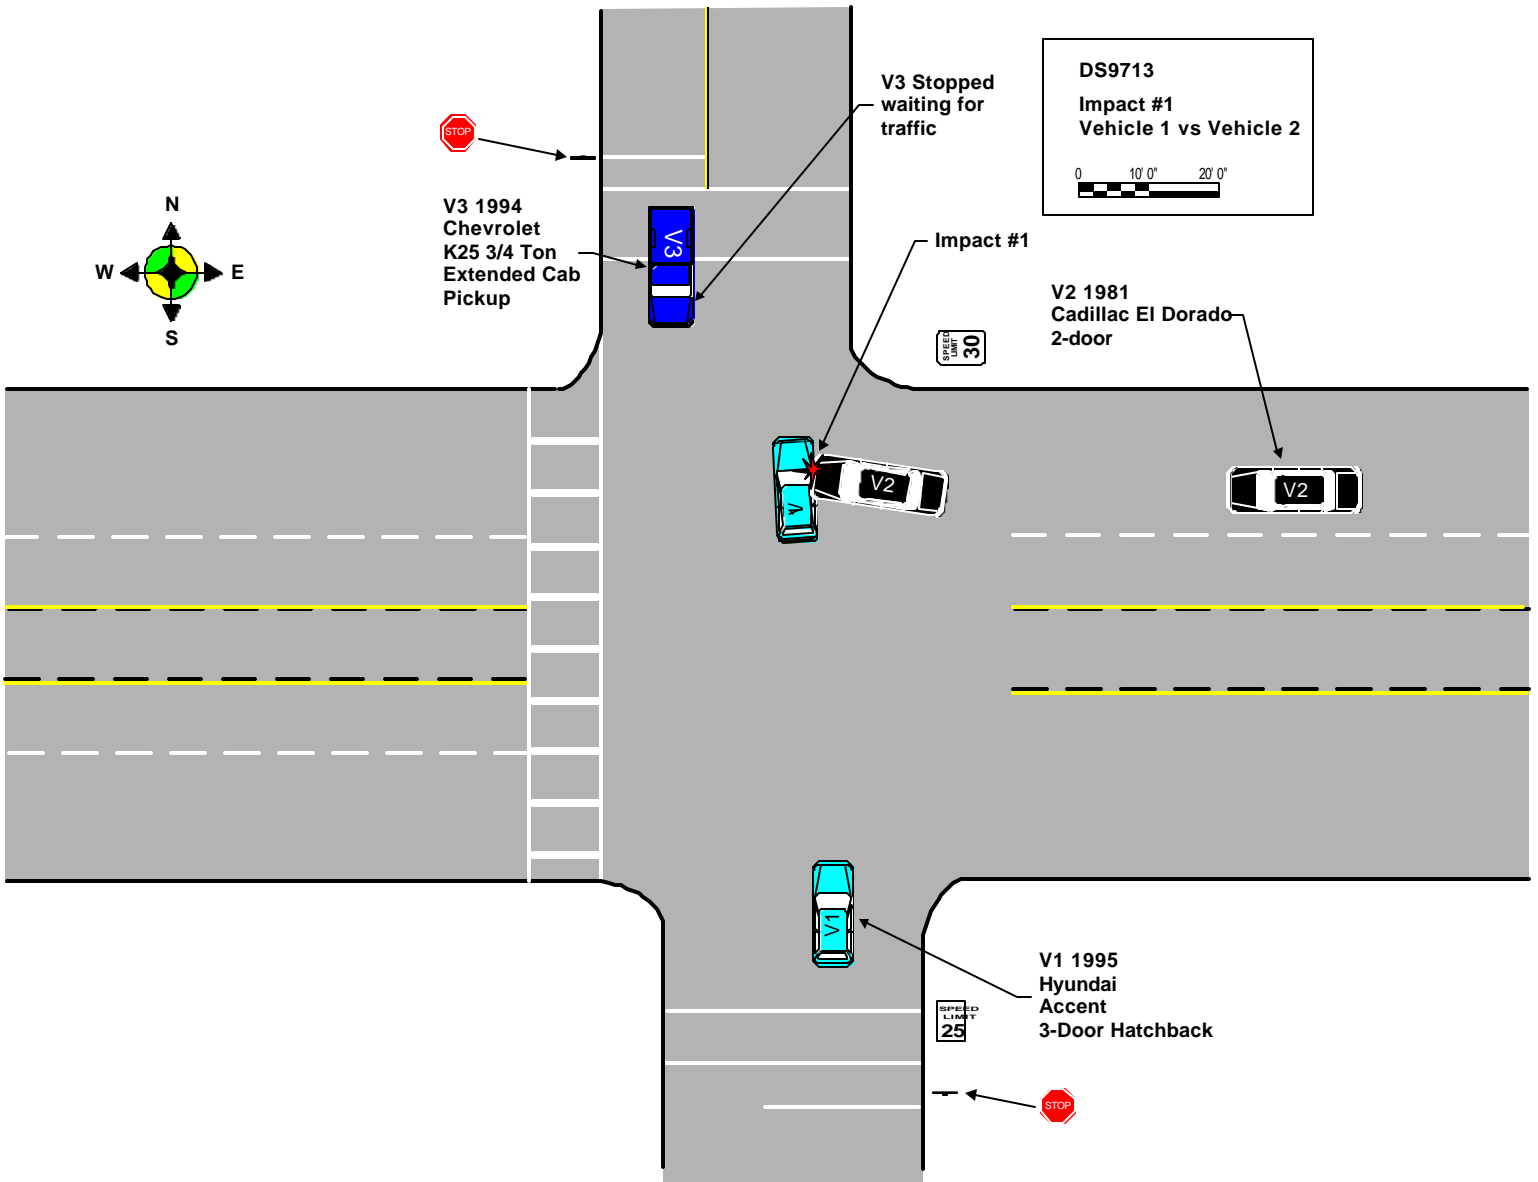 DS9713
Impact #1
Vehicle 1 vs Vehicle 2
0 10' 0" 20' 0"
V3 Stopped
waiting for
traffic
STOP
N
W E
S
V3 1994
Chevrolet
K25 3/4 Ton
Extended Cab
Pickup
V3
Impact #1
V2 1981
Cadillac El Dorado
2-door
SPEED
LIMIT
30
V
V2
V2
V1
V1 1995
Hyundai
Accent
3-Door Hatchback
SPEED
LIMIT
25
STOP